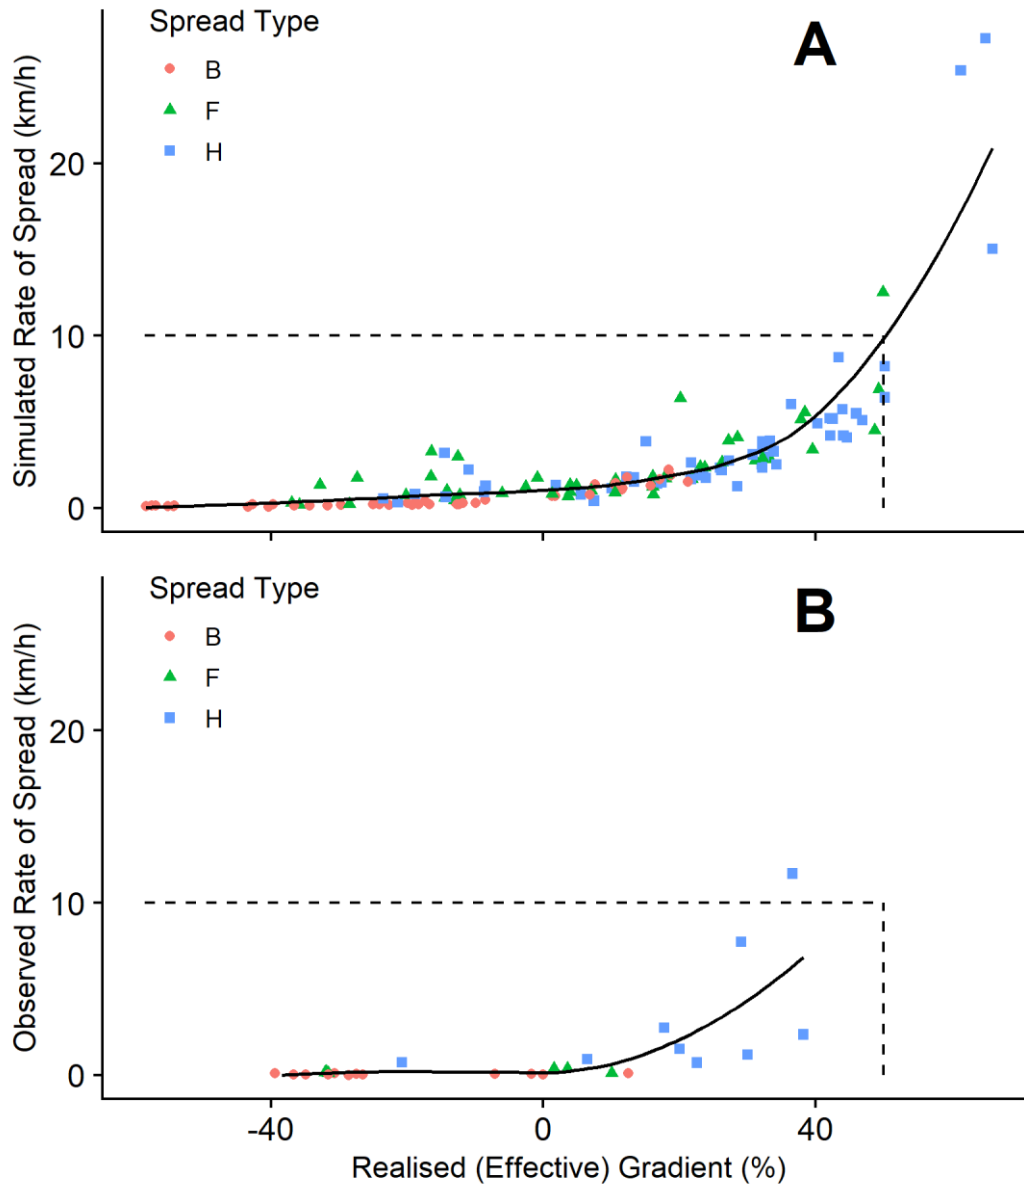 Spread Type
A
B
F
H
Simulated Rate of Spread (km/h)
20
10
0
Spread Type
B
B
F
H
Observed Rate of Spread (km/h)
20
10
0
-40
0
40
Realised (Effective) Gradient (%)